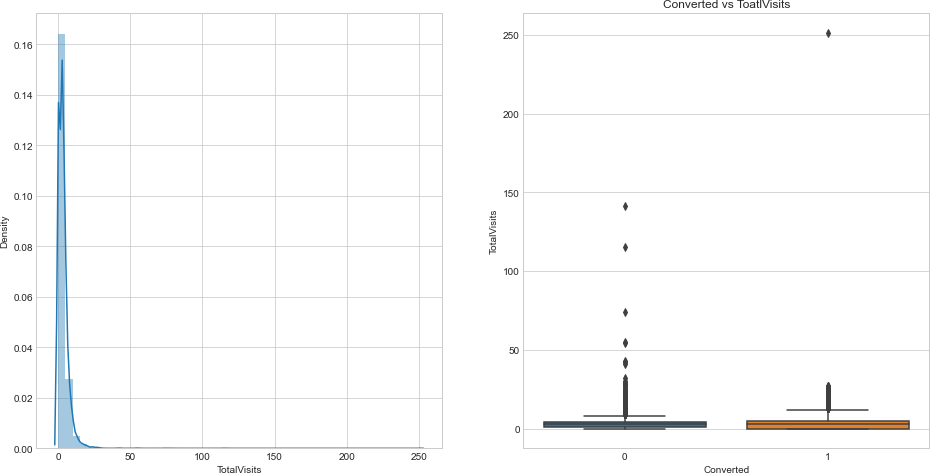 0.16
0.14
0.12
0.10
0.08
0.06
0.04
0.02
0.00
Density
0 50 100 150 200 250
TotalVisits
Converted vs ToatlVisits
250
200
150
100
50
0
TotalVisits
0 1
Converted